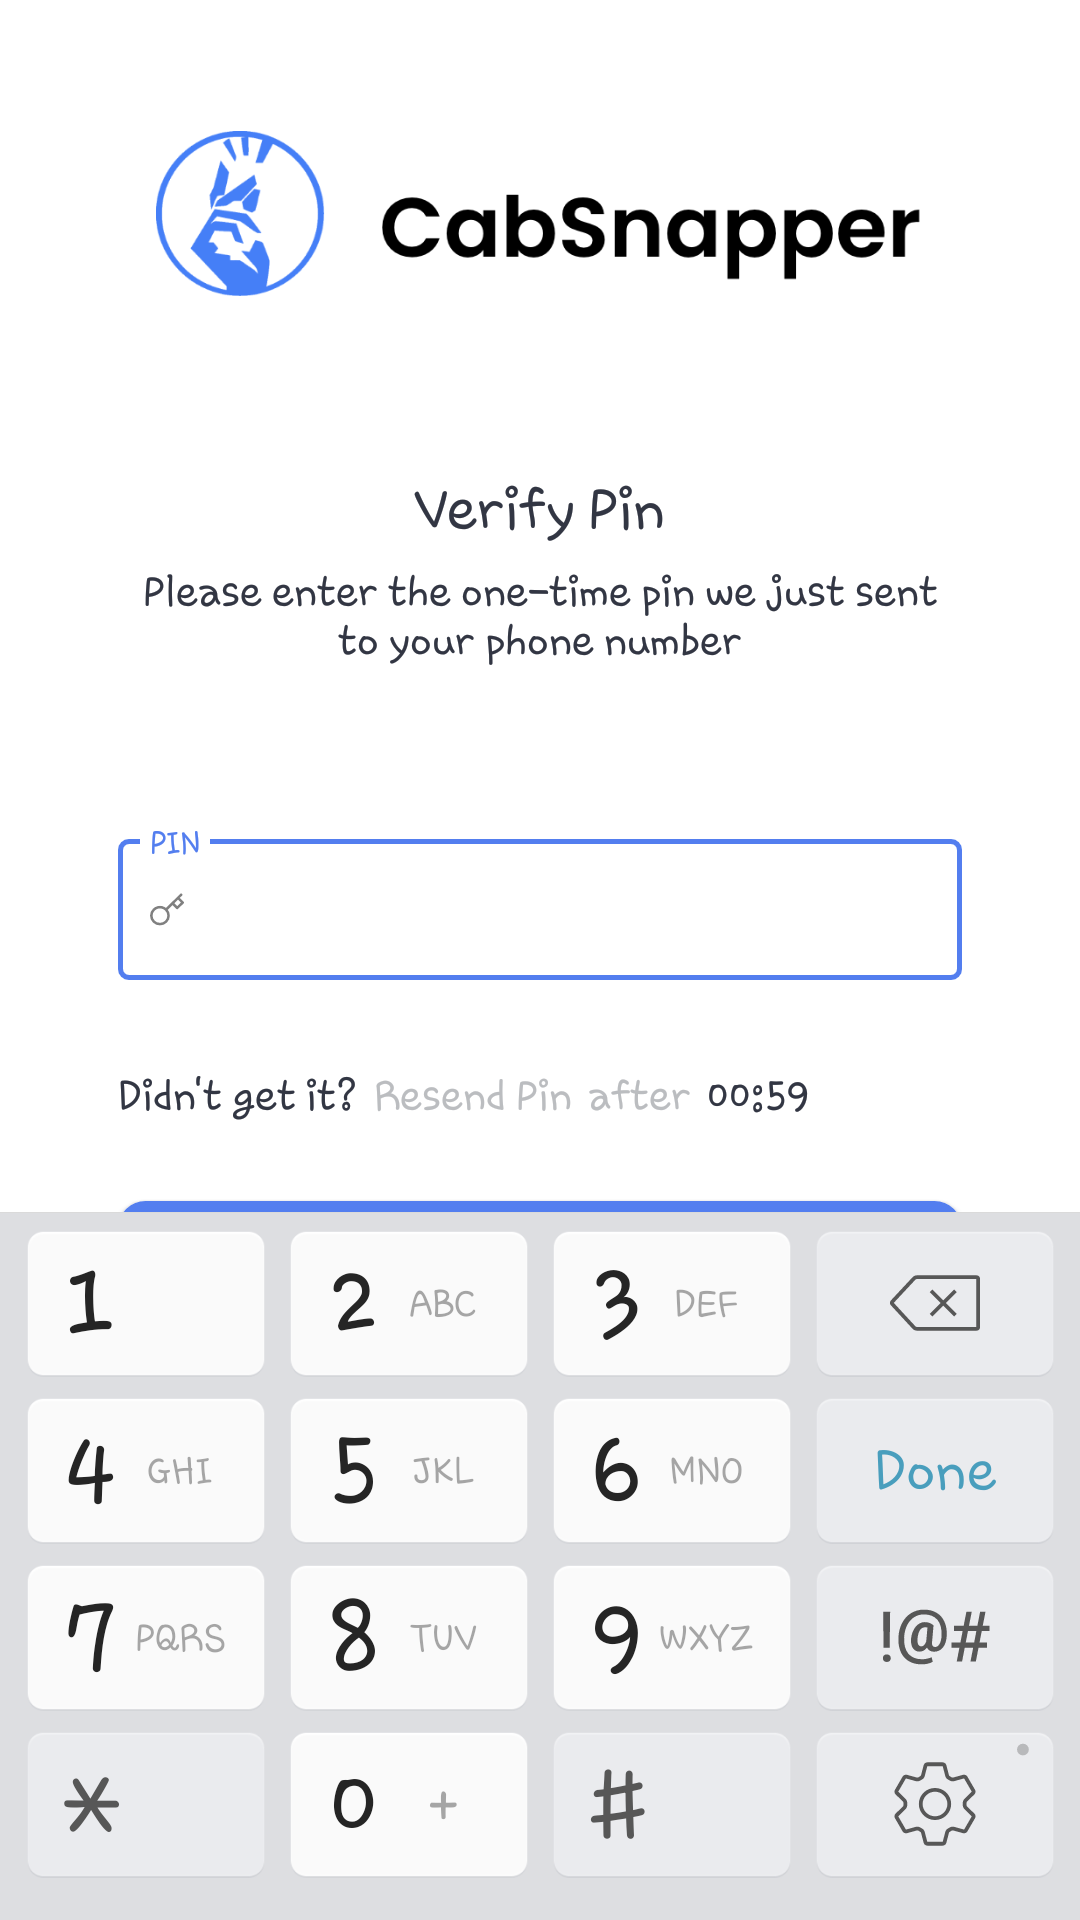 CabSnapper
Verify Pin
Please enter the one-time pin we just sent
to your phone number
PIN
Didn't get it? Resend Pin after 00:59
1 2 ABC 3 DEF
4 GHI 5 JKL 6 MNO Done
7 PQRS 8 TUV 9 WXYZ !@#
* 0 + #